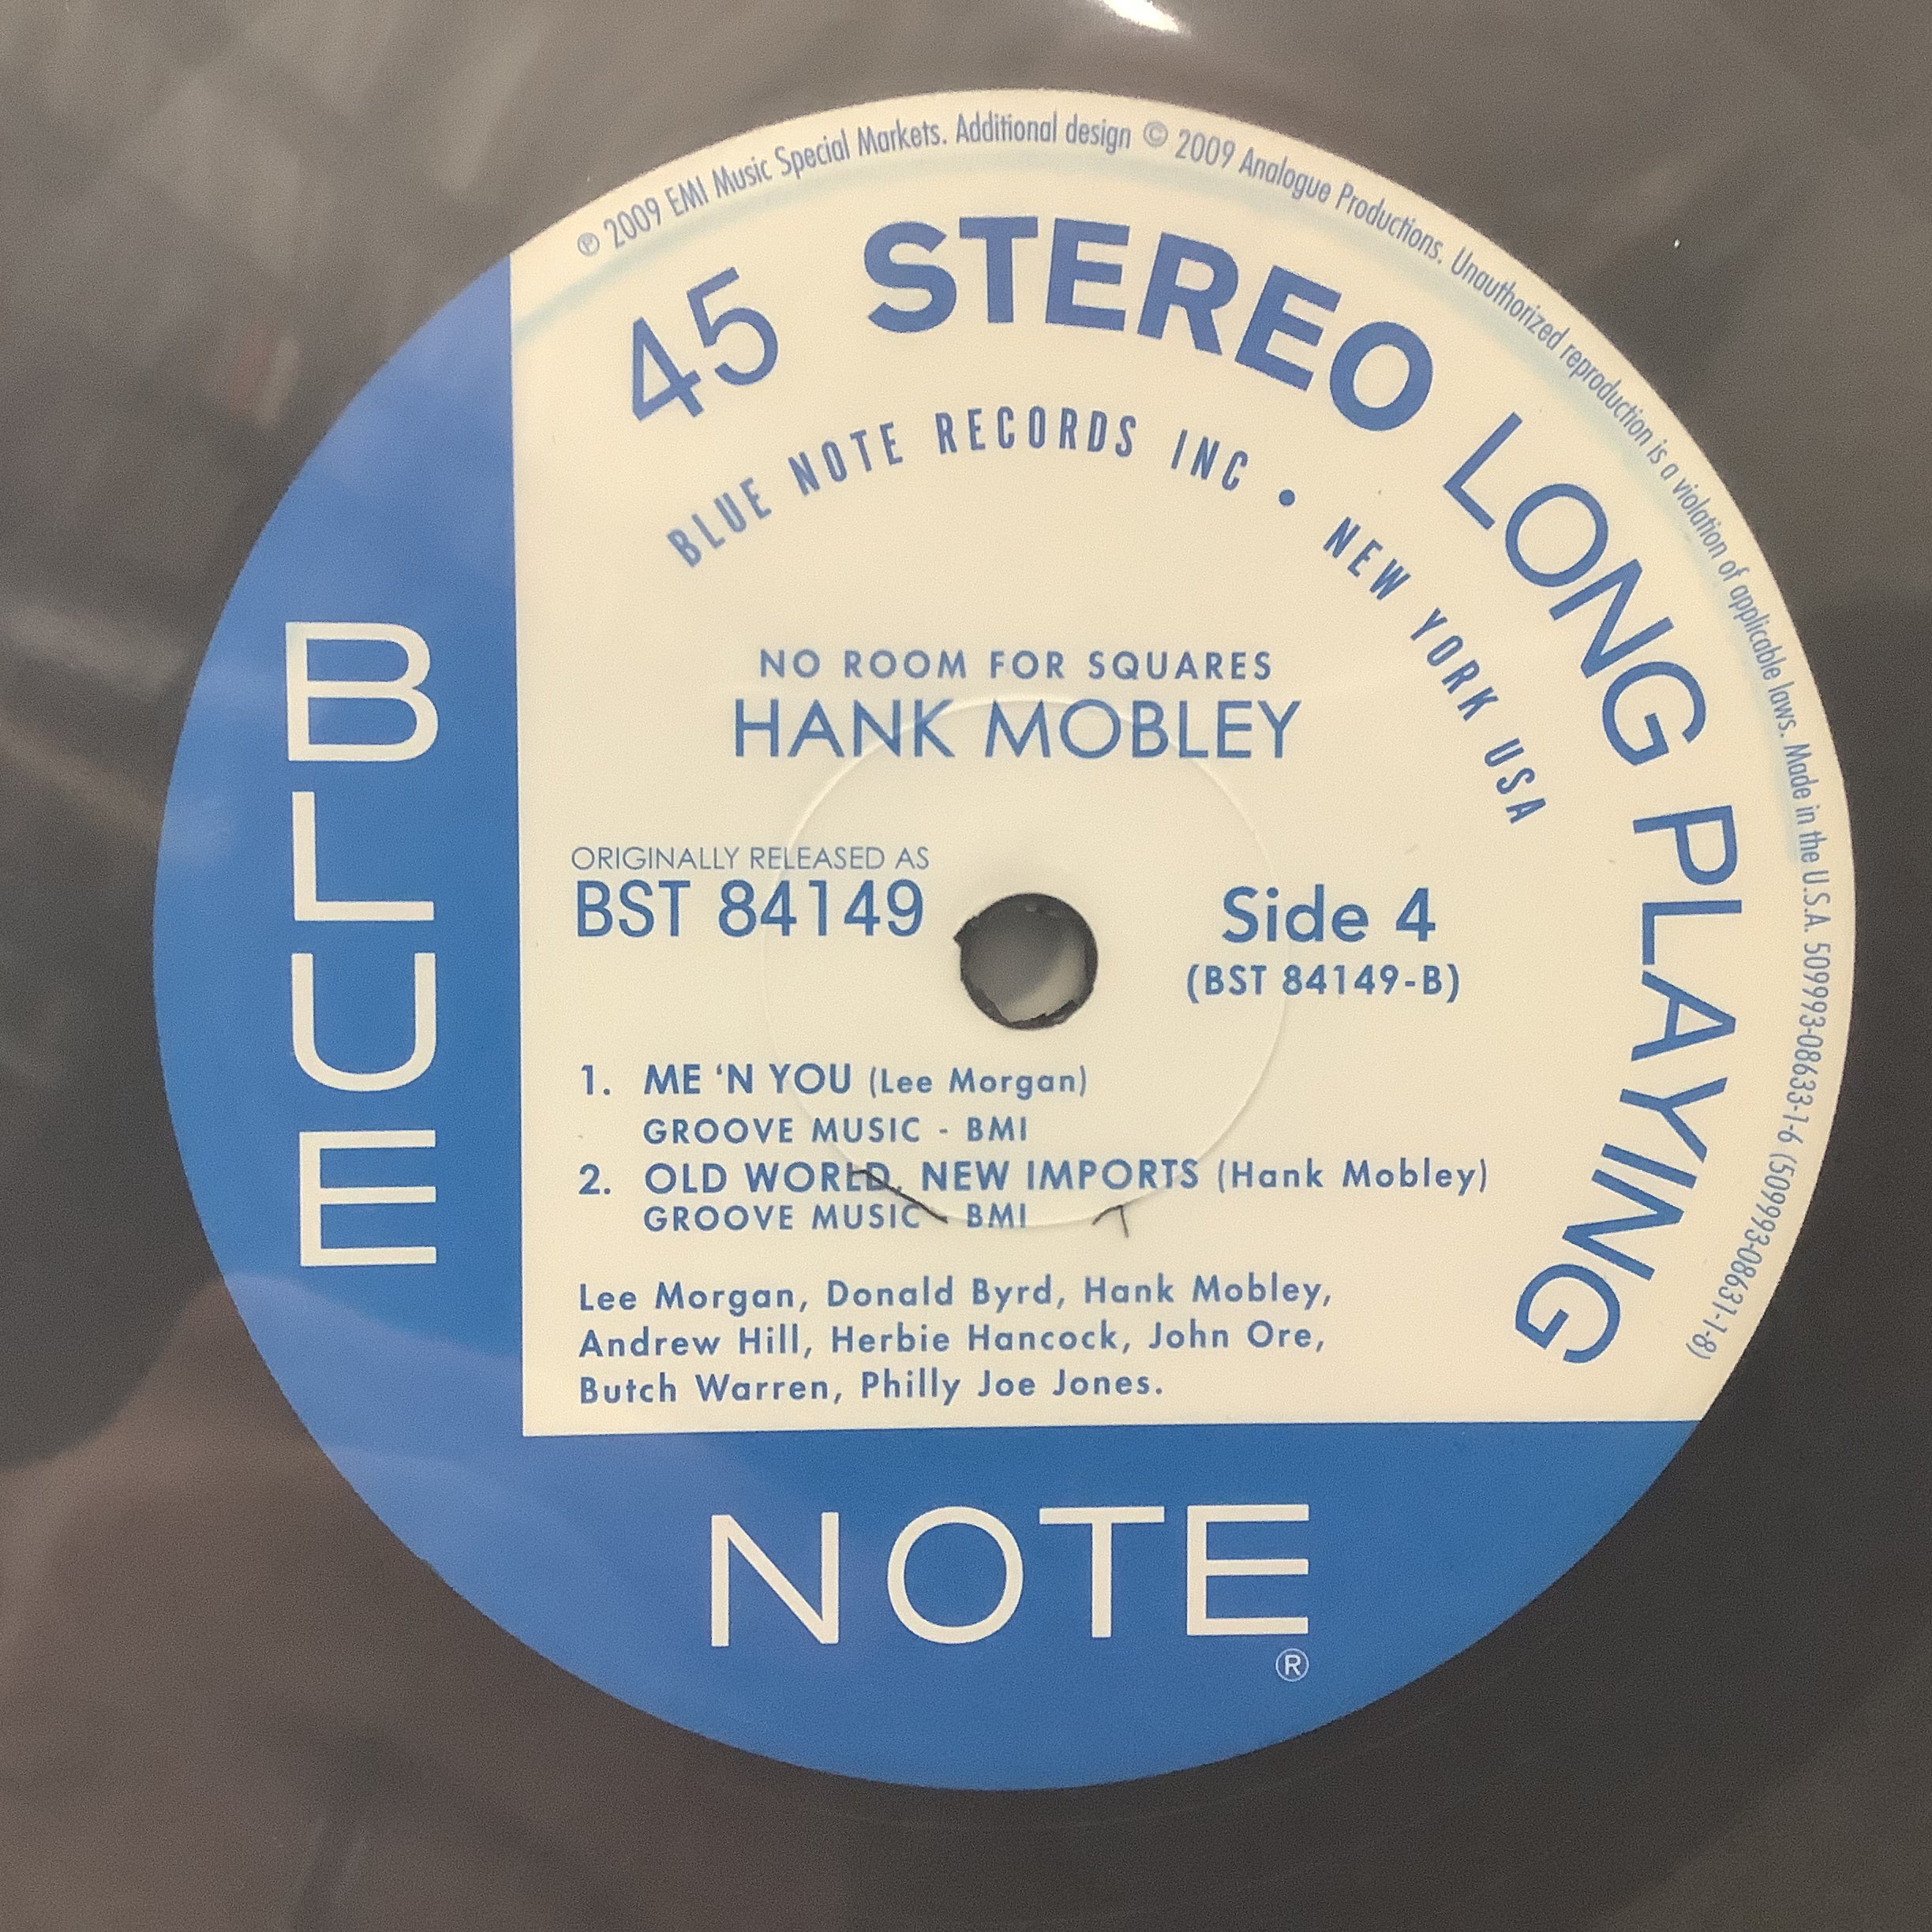 ℗ 2009 EMI Music Special Markets. Additional design © 2009 Analogue Productions. Unauthorized reproduction is a violation of applicable laws. Made in the U.S.A. 509993-08633-1-6 (509993-08631-1-8)
45 STEREO LONG PLAYING
BLUE NOTE RECORDS INC • NEW YORK USA
NO ROOM FOR SQUARES
HANK MOBLEY
ORIGINALLY RELEASED AS
BST 84149
Side 4
(BST 84149-B)
1. ME ‘N YOU (Lee Morgan)
GROOVE MUSIC - BMI
2. OLD WORLD, NEW IMPORTS (Hank Mobley)
GROOVE MUSIC - BMI
Lee Morgan, Donald Byrd, Hank Mobley,
Andrew Hill, Herbie Hancock, John Ore,
Butch Warren, Philly Joe Jones.
BLUE
NOTE
®